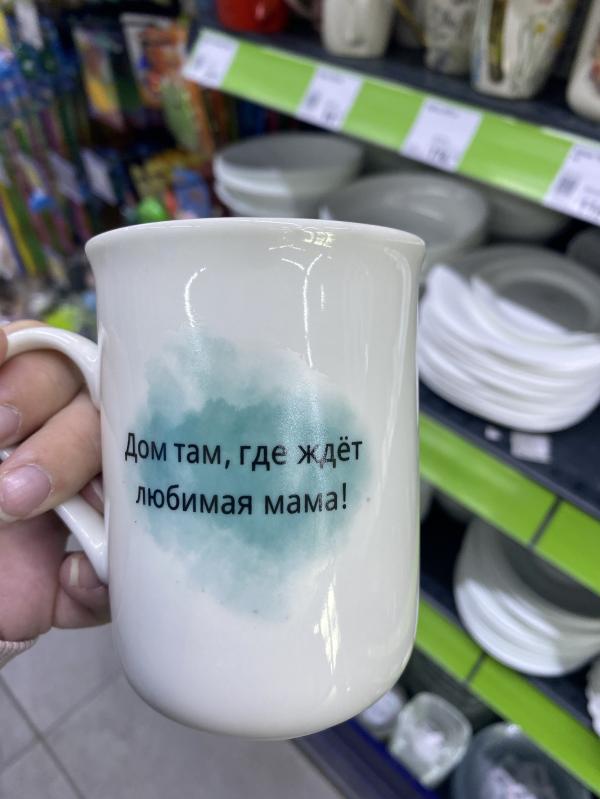 Дом там, где ждёт
любимая мама!